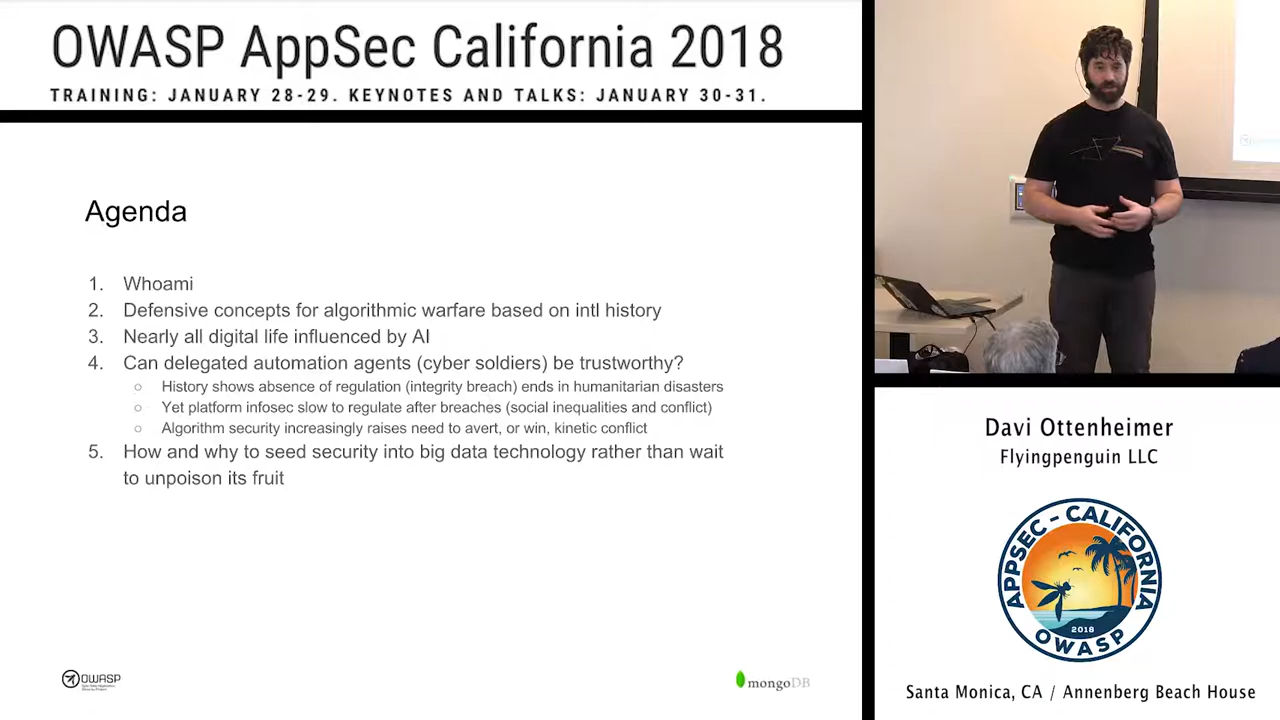 OWASP AppSec California 2018
TRAINING: JANUARY 28-29. KEYNOTES AND TALKS: JANUARY 30-31.
Agenda
1. Whoami
2. Defensive concepts for algorithmic warfare based on intl history
3. Nearly all digital life influenced by AI
4. Can delegated automation agents (cyber soldiers) be trustworthy?
○ History shows absence of regulation (integrity breach) ends in humanitarian disasters
○ Yet platform infosec slow to regulate after breaches (social inequalities and conflict)
○ Algorithm security increasingly raises need to avert, or win, kinetic conflict
5. How and why to seed security into big data technology rather than wait
to unpoison its fruit
OWASP
mongoDB
Davi Ottenheimer
Flyingpenguin LLC
APPSEC - CALIFORNIA
2018
OWASP
Santa Monica, CA / Annenberg Beach House